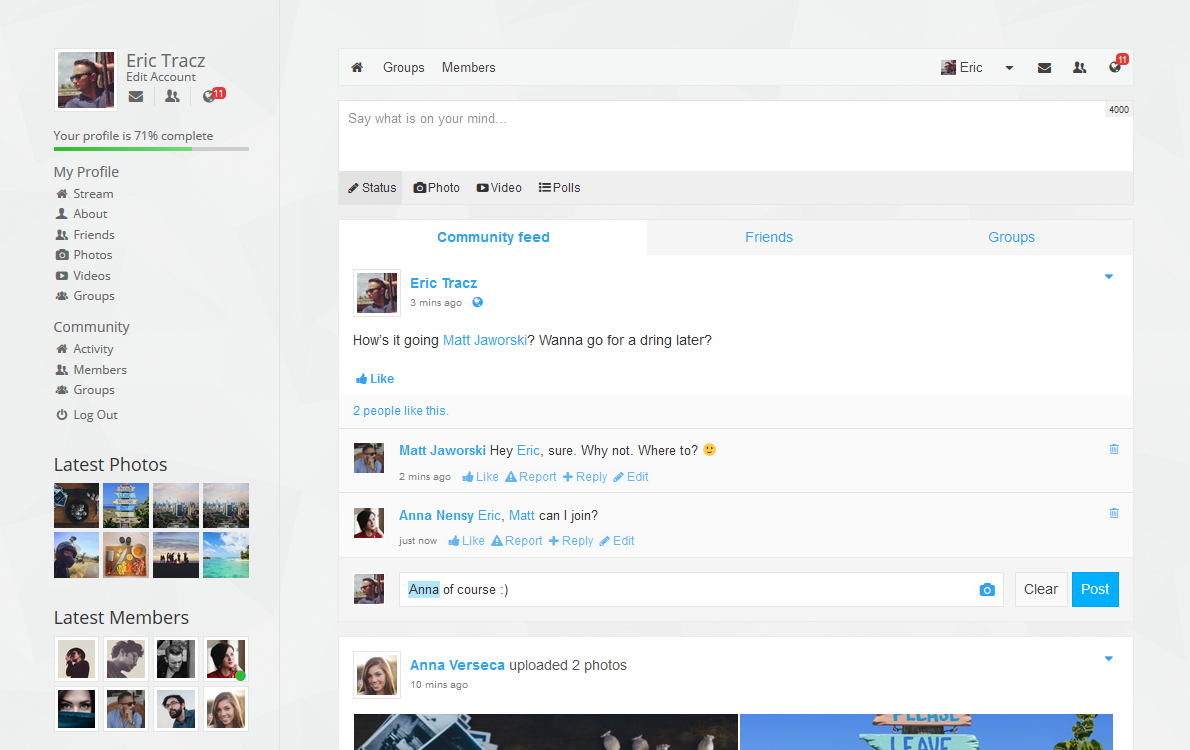 Eric Tracz
Edit Account
11
Your profile is 71% complete
My Profile
Stream
About
Friends
Photos
Videos
Groups
Community
Activity
Members
Groups
Log Out
Latest Photos
Latest Members
Groups Members Eric 11
Say what is on your mind... 4000
Status Photo Video Polls
Community feed Friends Groups
Eric Tracz
3 mins ago
How's it going Matt Jaworski? Wanna go for a dring later?
Like
2 people like this.
Matt Jaworski Hey Eric, sure. Why not. Where to? 🙂
2 mins ago Like Report Reply Edit
Anna Nensy Eric, Matt can I join?
just now Like Report Reply Edit
Anna of course :) Clear Post
Anna Verseca uploaded 2 photos
10 mins ago
PLEASE
LEAVE